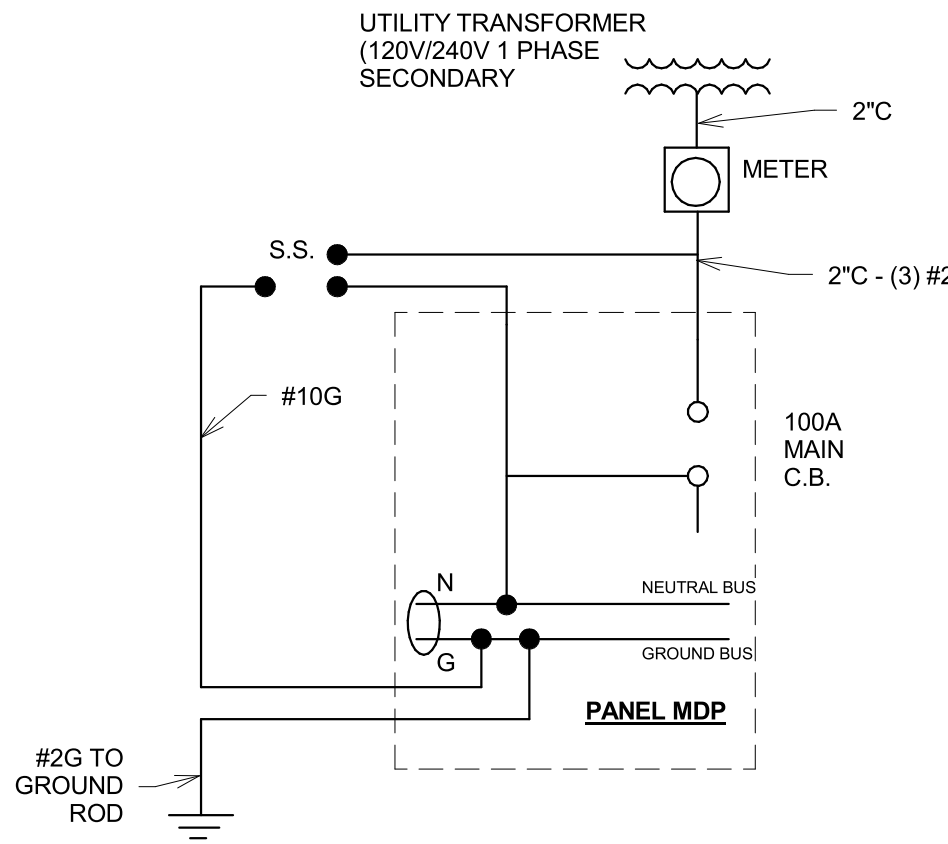 UTILITY TRANSFORMER
(120V/240V 1 PHASE
SECONDARY
2"C
METER
S.S.
2"C - (3) #2
#10G
100A
MAIN
C.B.
N
NEUTRAL BUS
G
GROUND BUS
PANEL MDP
#2G TO
GROUND
ROD